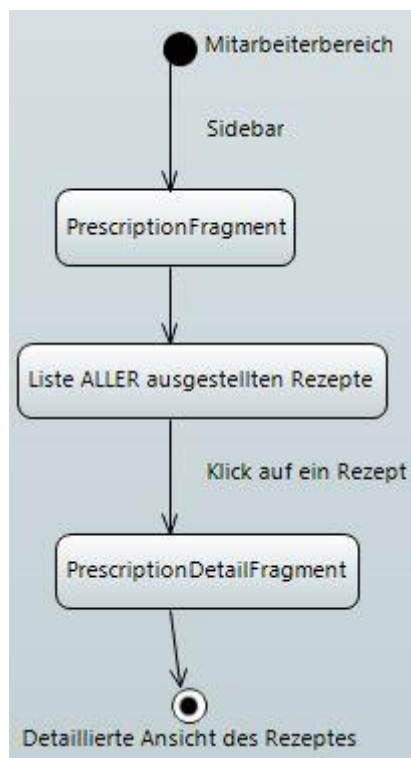 Mitarbeiterbereich
Sidebar
PrescriptionFragment
Liste ALLER ausgestellten Rezepte
Klick auf ein Rezept
PrescriptionDetailFragment
Detaillierte Ansicht des Rezeptes